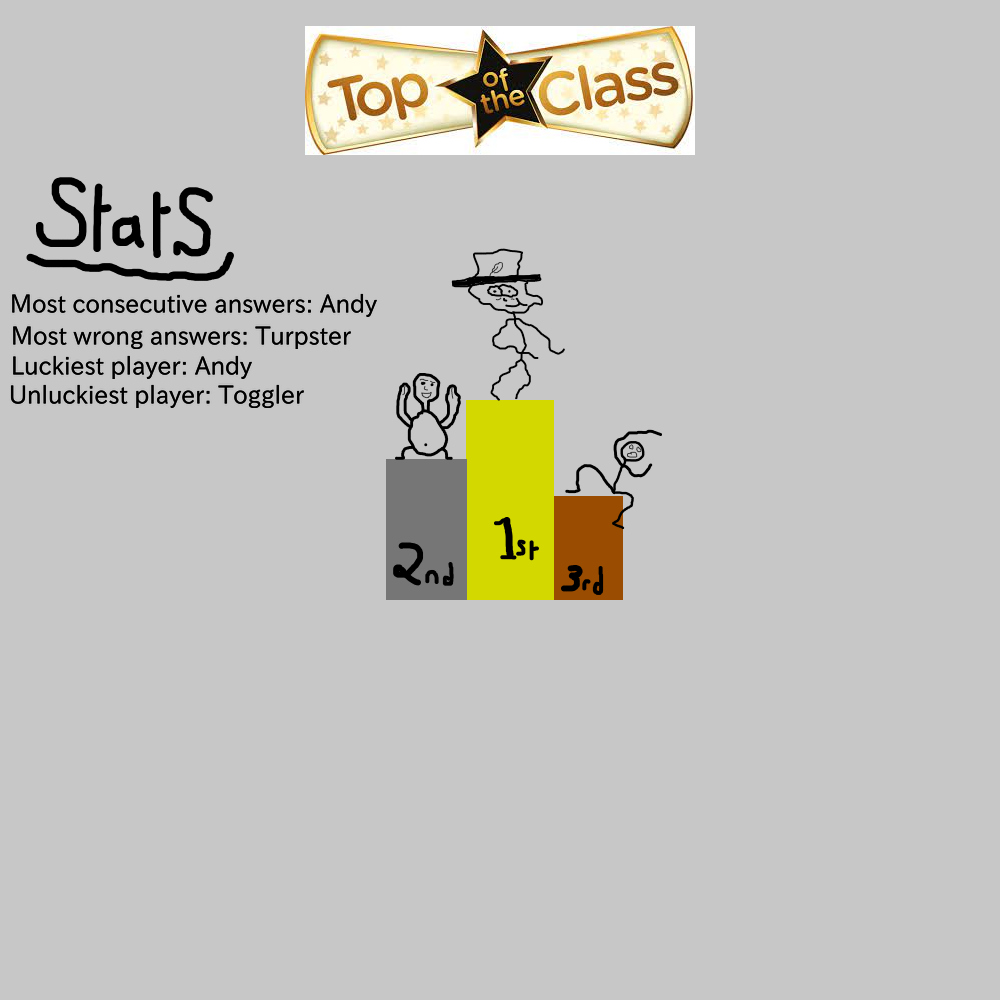 Top of the Class
Stats
Most consecutive answers: Andy
Most wrong answers: Turpster
Luckiest player: Andy
Unluckiest player: Toggler
2nd
1st
3rd